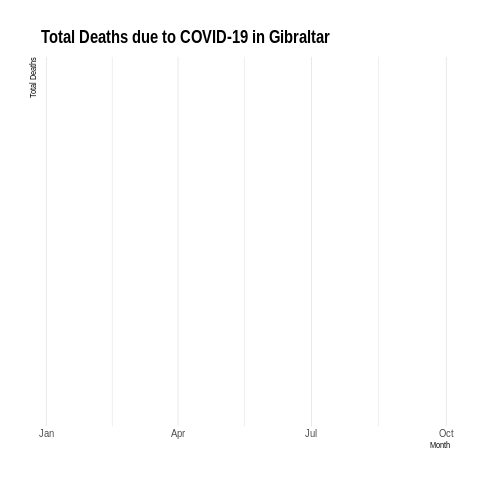 Total Deaths due to COVID-19 in Gibraltar
Total Deaths
Jan Apr Jul Oct
Month